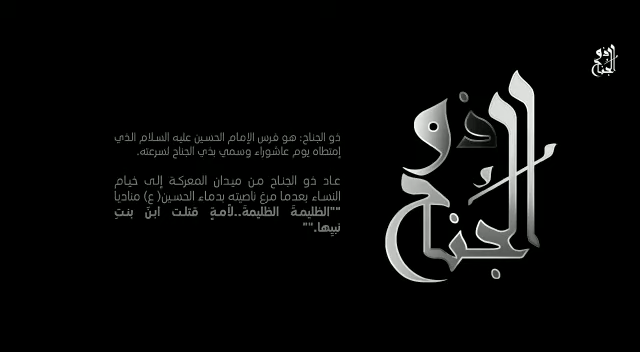 ذو الجناح
ذو الجناح
ذو الجناح: هو فرس الإمام الحسين عليه السلام الذي
إمتطاه يوم عاشوراء وسمي بذي الجناح لسرعته.
عاد ذو الجناح من ميدان المعركة إلى خيام
النساء بعدما مرغ ناصيته بدماء الحسين( ع) منادياً
""الظليمةَ الظليمة..لأمةٍ قتلت ابنَ بنتِ
نبيها.""